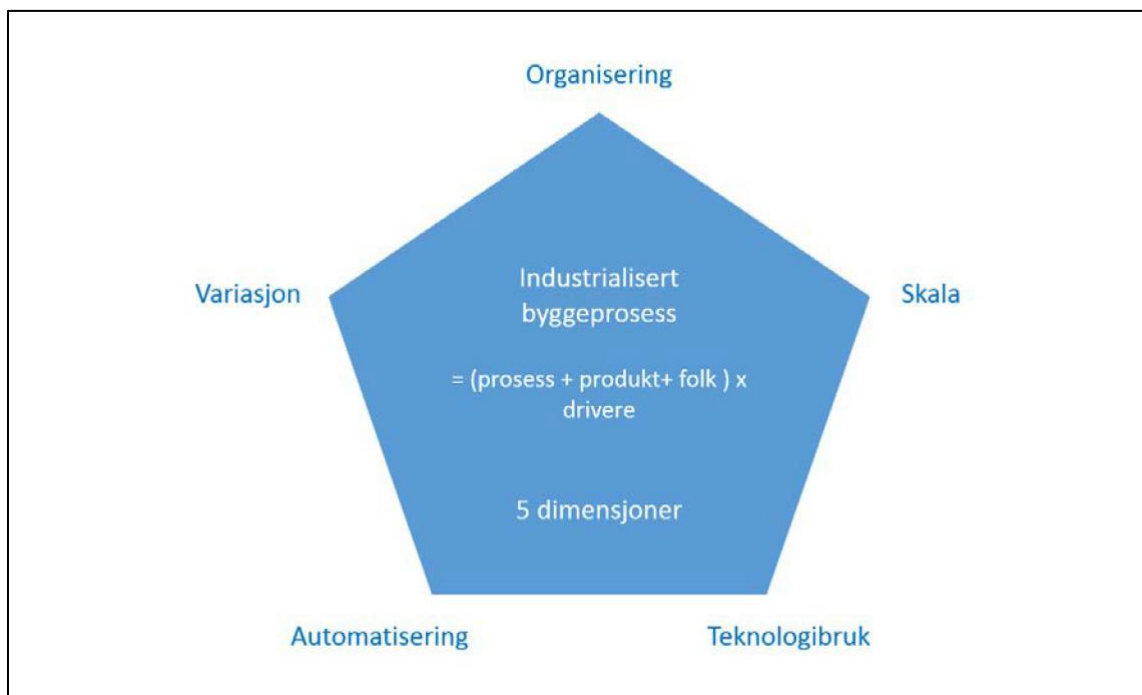 Organisering
Variasjon
Skala
Industrialisert
byggeprosess
= (prosess + produkt+ folk ) x
drivere
5 dimensjoner
Automatisering
Teknologibruk